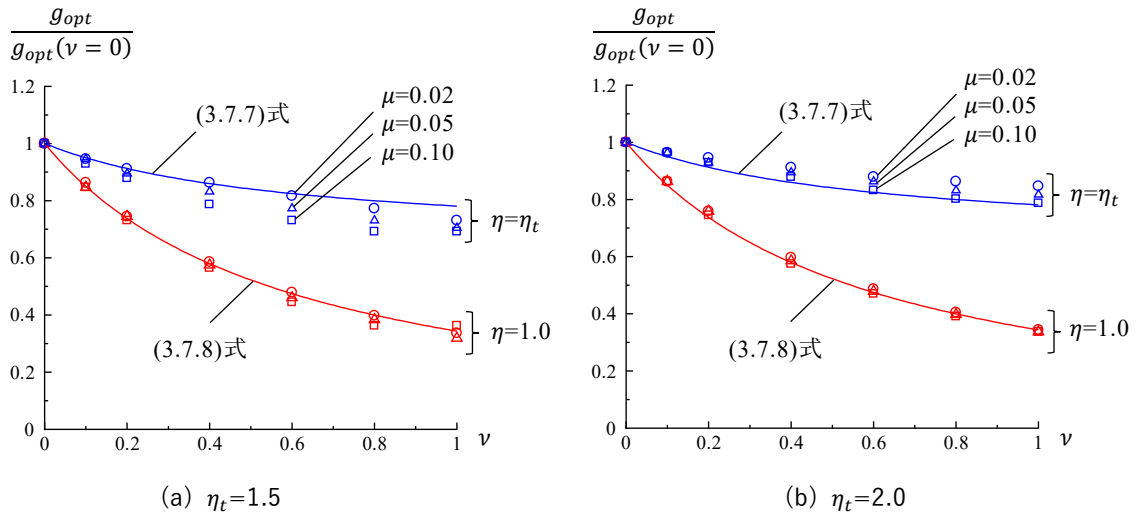 g_opt
g_opt(ν = 0)
1.2
1
0.8
0.6
0.4
0.2
0
0 0.2 0.4 0.6 0.8 1 ν
(3.7.7)式
μ=0.02
μ=0.05
μ=0.10
η=η_t
η=1.0
(3.7.8)式
(a) η_t=1.5
g_opt
g_opt(ν = 0)
1.2
1
0.8
0.6
0.4
0.2
0
0 0.2 0.4 0.6 0.8 1 ν
(3.7.7)式
μ=0.02
μ=0.05
μ=0.10
η=η_t
η=1.0
(3.7.8)式
(b) η_t=2.0